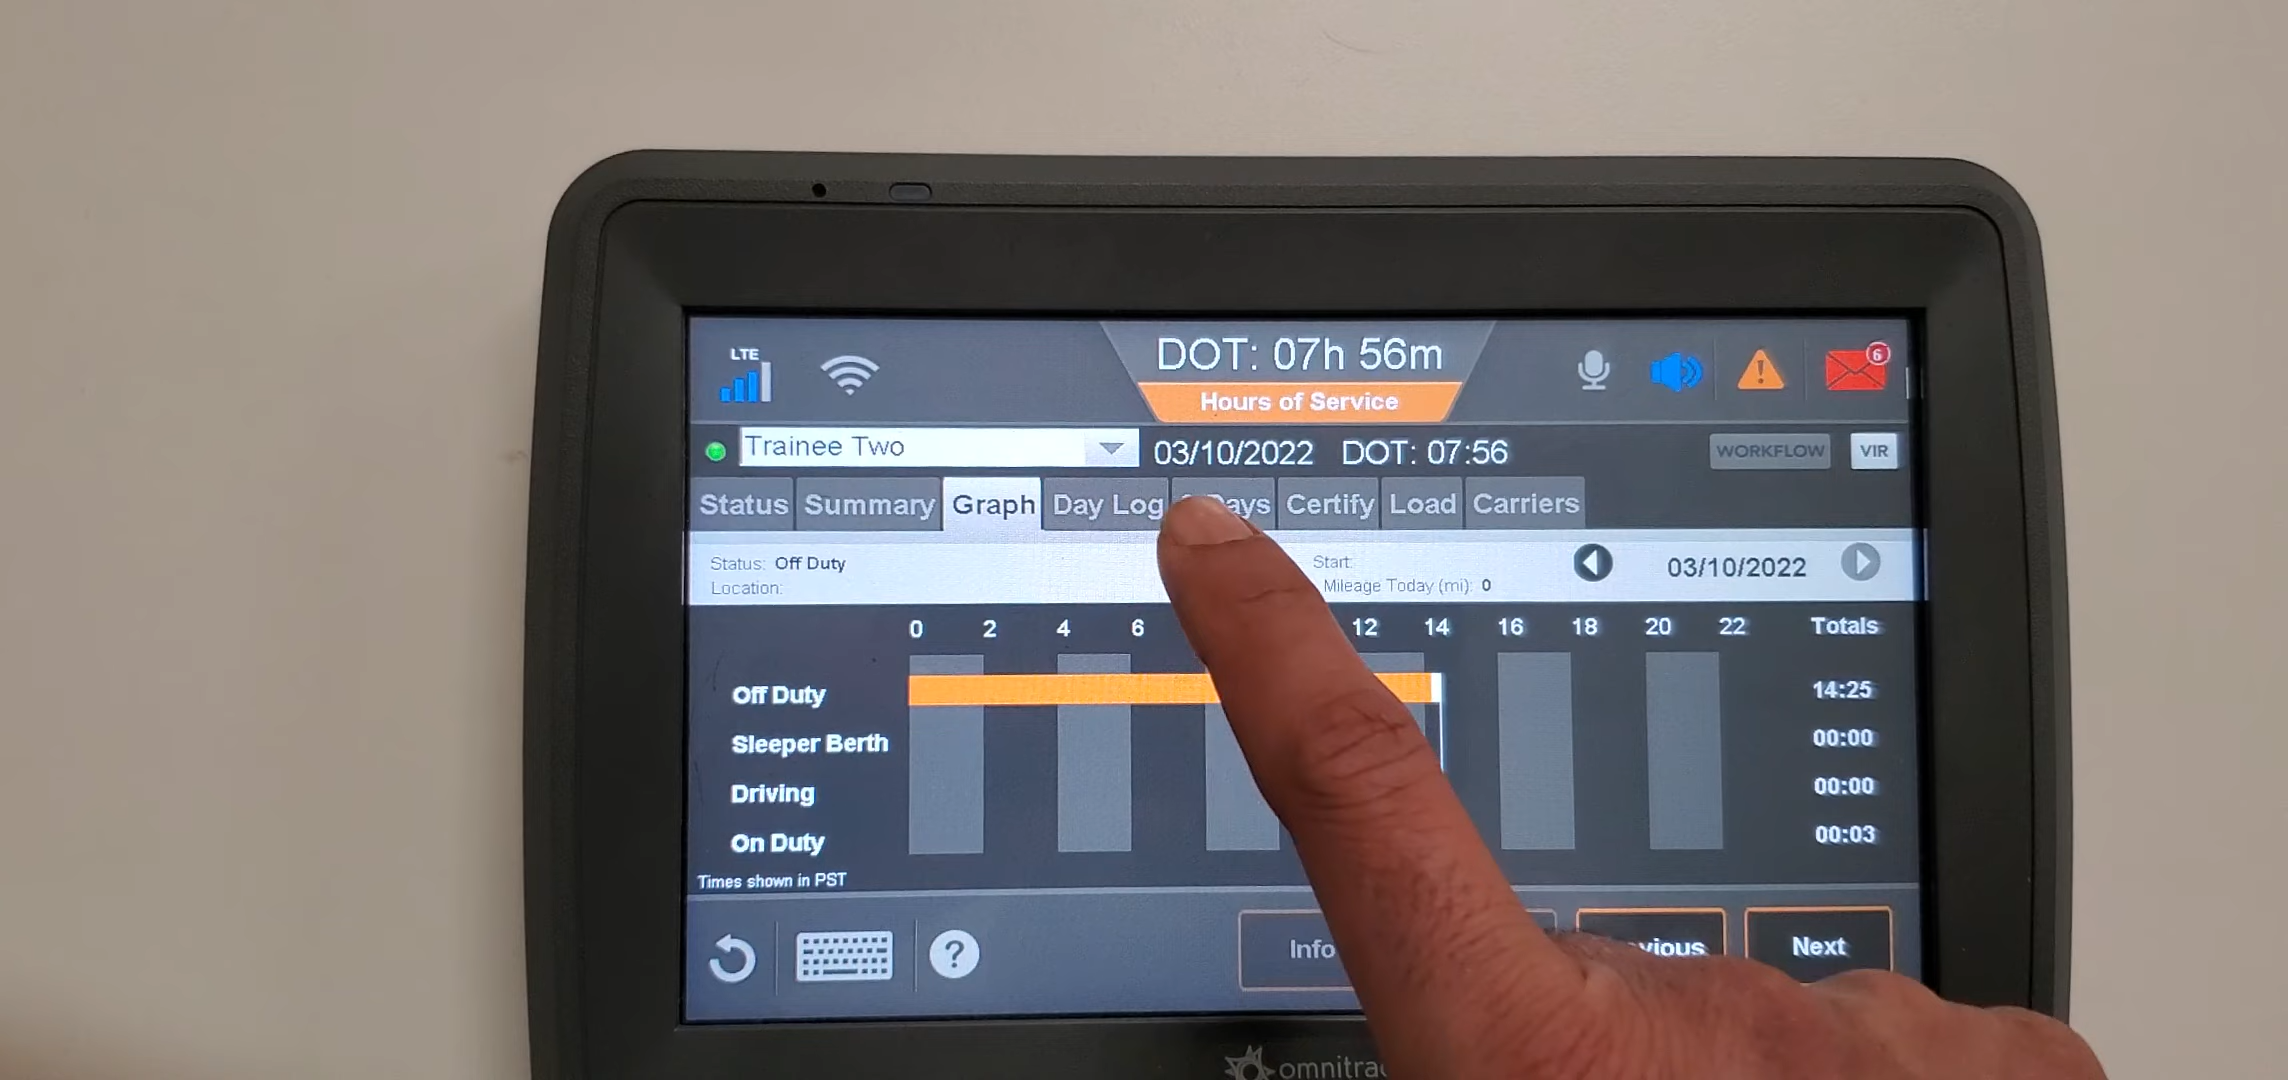 LTE
DOT: 07h 56m
6
Hours of Service
Trainee Two 03/10/2022 DOT: 07:56 WORKFLOW VIR
Status Summary Graph Day Log Days Certify Load Carriers
Status: Off Duty Start: 03/10/2022
Location: Mileage Today (mi): 0
0 2 4 6 12 14 16 18 20 22 Totals
Off Duty 14:25
Sleeper Berth 00:00
Driving 00:00
On Duty 00:03
Times shown in PST
? Info vious Next
omnitrac